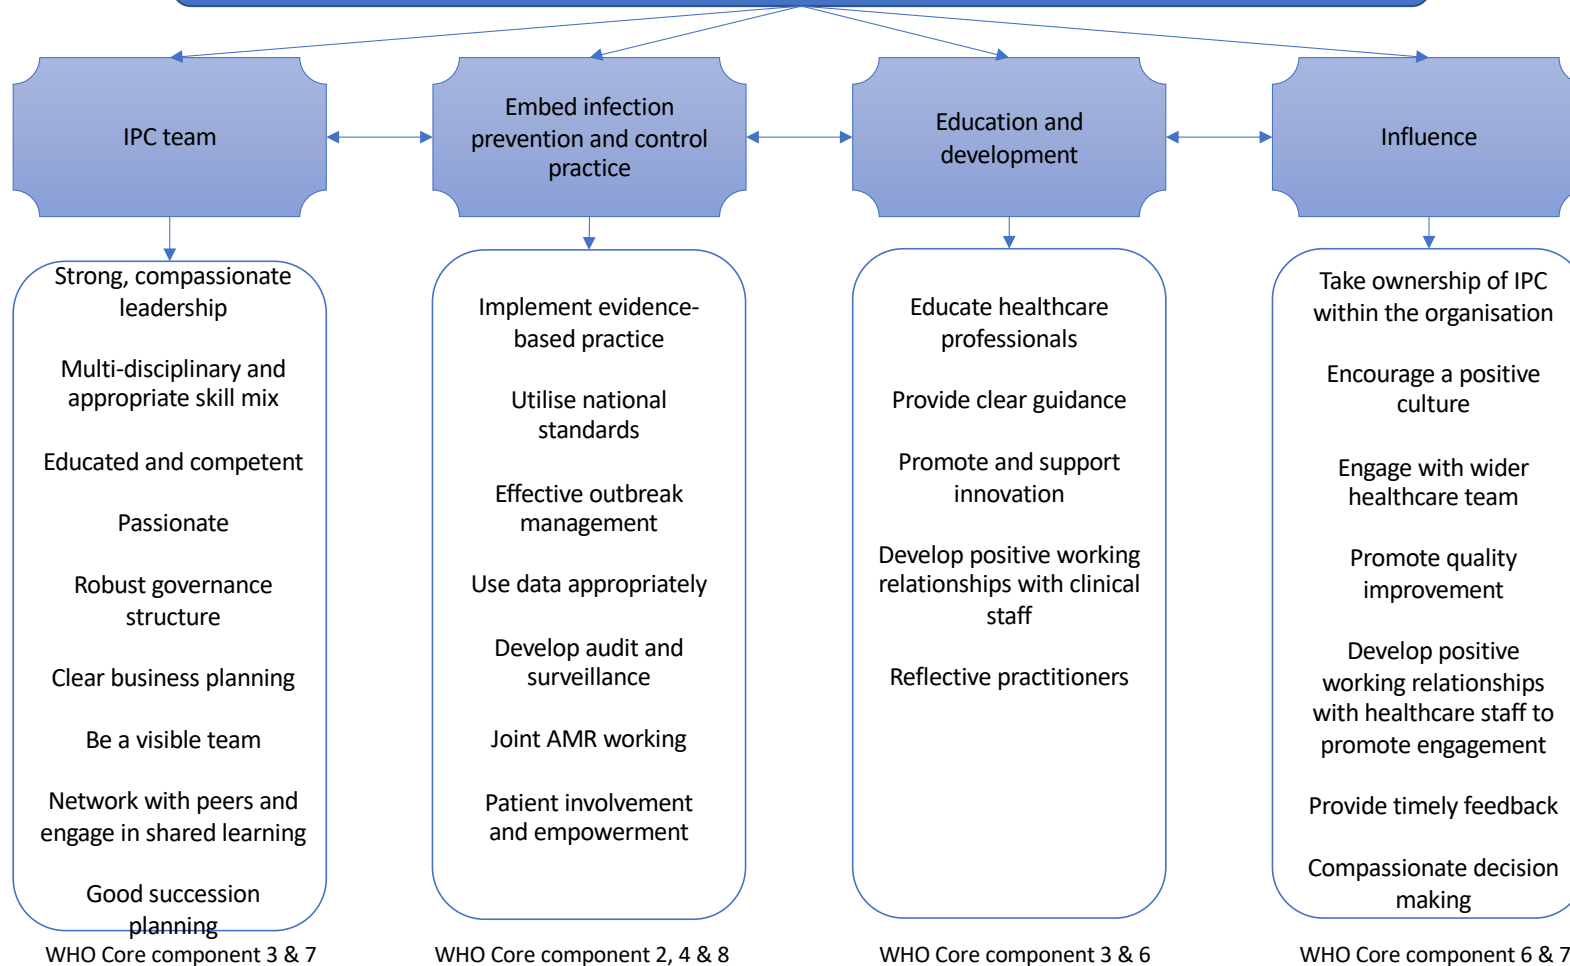 IPC team
Embed infection
prevention and control
practice
Education and
development
Influence
Strong, compassionate
leadership
Multi-disciplinary and
appropriate skill mix
Educated and competent
Passionate
Robust governance
structure
Clear business planning
Be a visible team
Network with peers and
engage in shared learning
Good succession
planning
WHO Core component 3 & 7
Implement evidence-
based practice
Utilise national
standards
Effective outbreak
management
Use data appropriately
Develop audit and
surveillance
Joint AMR working
Patient involvement
and empowerment
WHO Core component 2, 4 & 8
Educate healthcare
professionals
Provide clear guidance
Promote and support
innovation
Develop positive working
relationships with clinical
staff
Reflective practitioners
WHO Core component 3 & 6
Take ownership of IPC
within the organisation
Encourage a positive
culture
Engage with wider
healthcare team
Promote quality
improvement
Develop positive
working relationships
with healthcare staff to
promote engagement
Provide timely feedback
Compassionate decision
making
WHO Core component 6 & 7